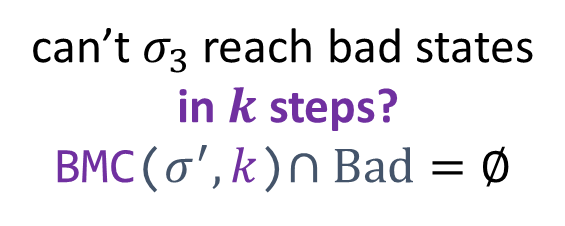 can't σ₃ reach bad states
in k steps?
BMC(σ′,k)∩ Bad = ∅